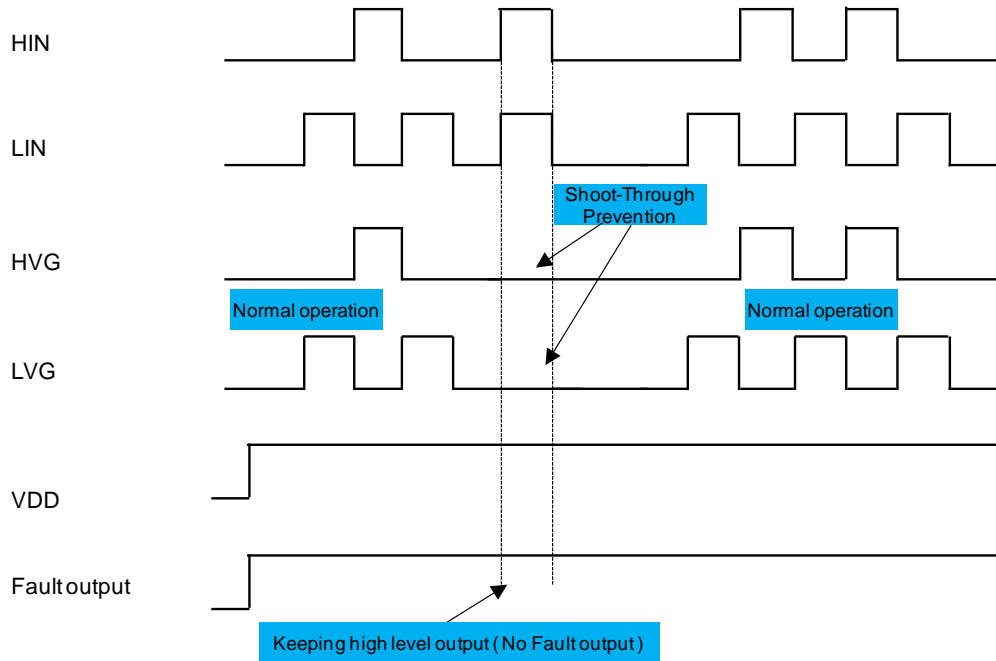 HIN
LIN
Shoot-Through
Prevention
HVG
Normal operation
Normal operation
LVG
VDD
Fault output
Keeping high level output ( No Fault output )